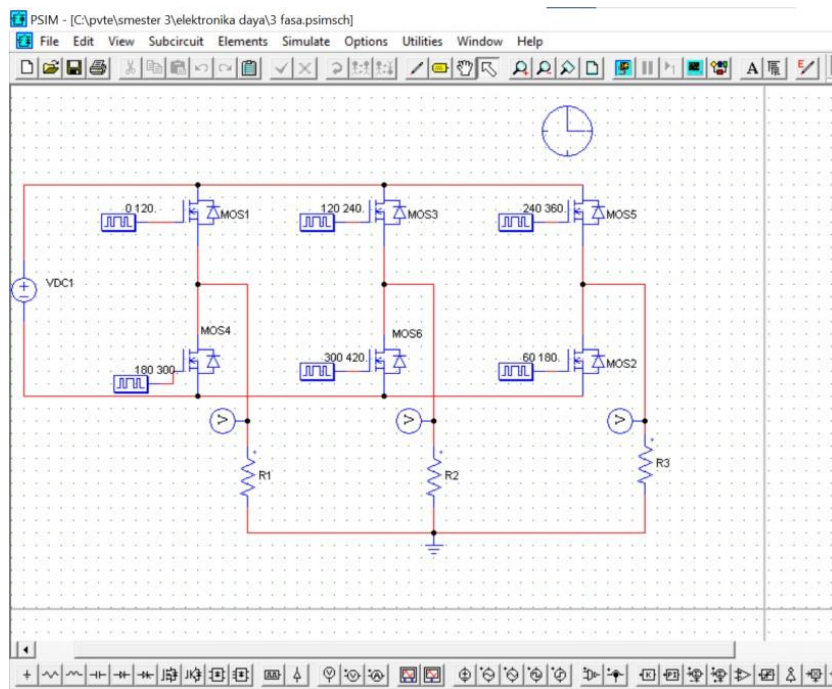 PSIM - [C:\pvte\smester 3\elektronika daya\3 fasa.psimsch]
File Edit View Subcircuit Elements Simulate Options Utilities Window Help
0 120. MOS1 120 240. MOS3 240 360. MOS5
VDC1
MOS4 MOS6
180 300. 300 420. 60 180. MOS2
V V V
R1 R2 R3